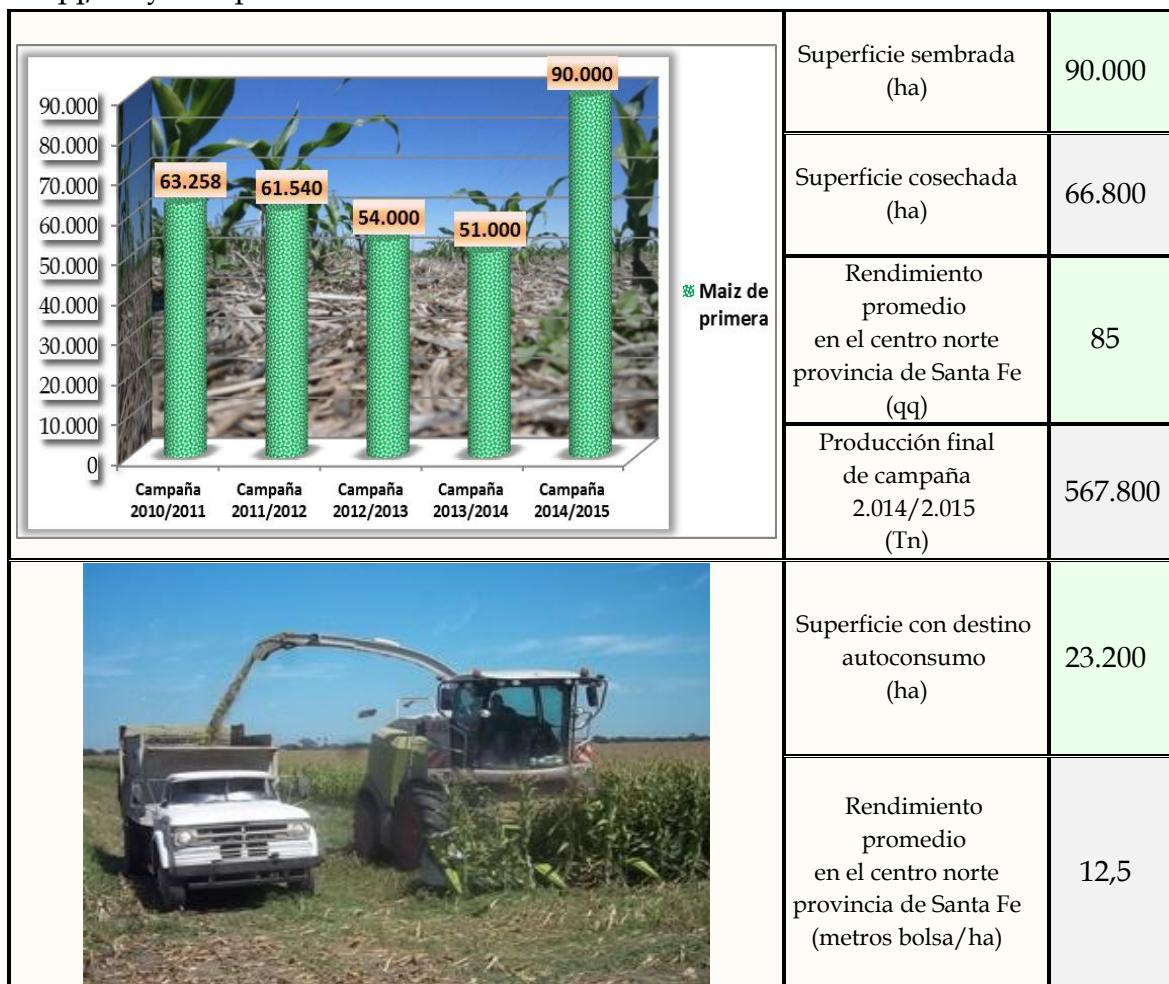 90.000
80.000
70.000
60.000
50.000
40.000
30.000
20.000
10.000
0
63.258
61.540
54.000
51.000
90.000
Campaña
2010/2011
Campaña
2011/2012
Campaña
2012/2013
Campaña
2013/2014
Campaña
2014/2015
Maiz de
primera
Superficie sembrada
(ha)
90.000
Superficie cosechada
(ha)
66.800
Rendimiento
promedio
en el centro norte
provincia de Santa Fe
(qq)
85
Producción final
de campaña
2.014/2.015
(Tn)
567.800
Superficie con destino
autoconsumo
(ha)
23.200
Rendimiento
promedio
en el centro norte
provincia de Santa Fe
(metros bolsa/ha)
12,5